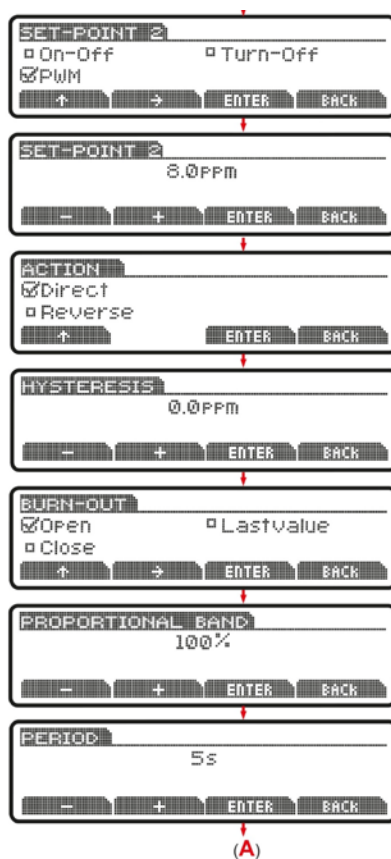 SET-POINT 2
On-Off Turn-Off
PWM
ENTER BACK
SET-POINT 2
8.0ppm
- + ENTER BACK
ACTION
Direct
Reverse
ENTER BACK
HYSTERESIS
0.0ppm
- + ENTER BACK
BURN-OUT
Open Lastvalue
Close
ENTER BACK
PROPORTIONAL BAND
100%
- + ENTER BACK
PERIOD
5s
- + ENTER BACK
(A)